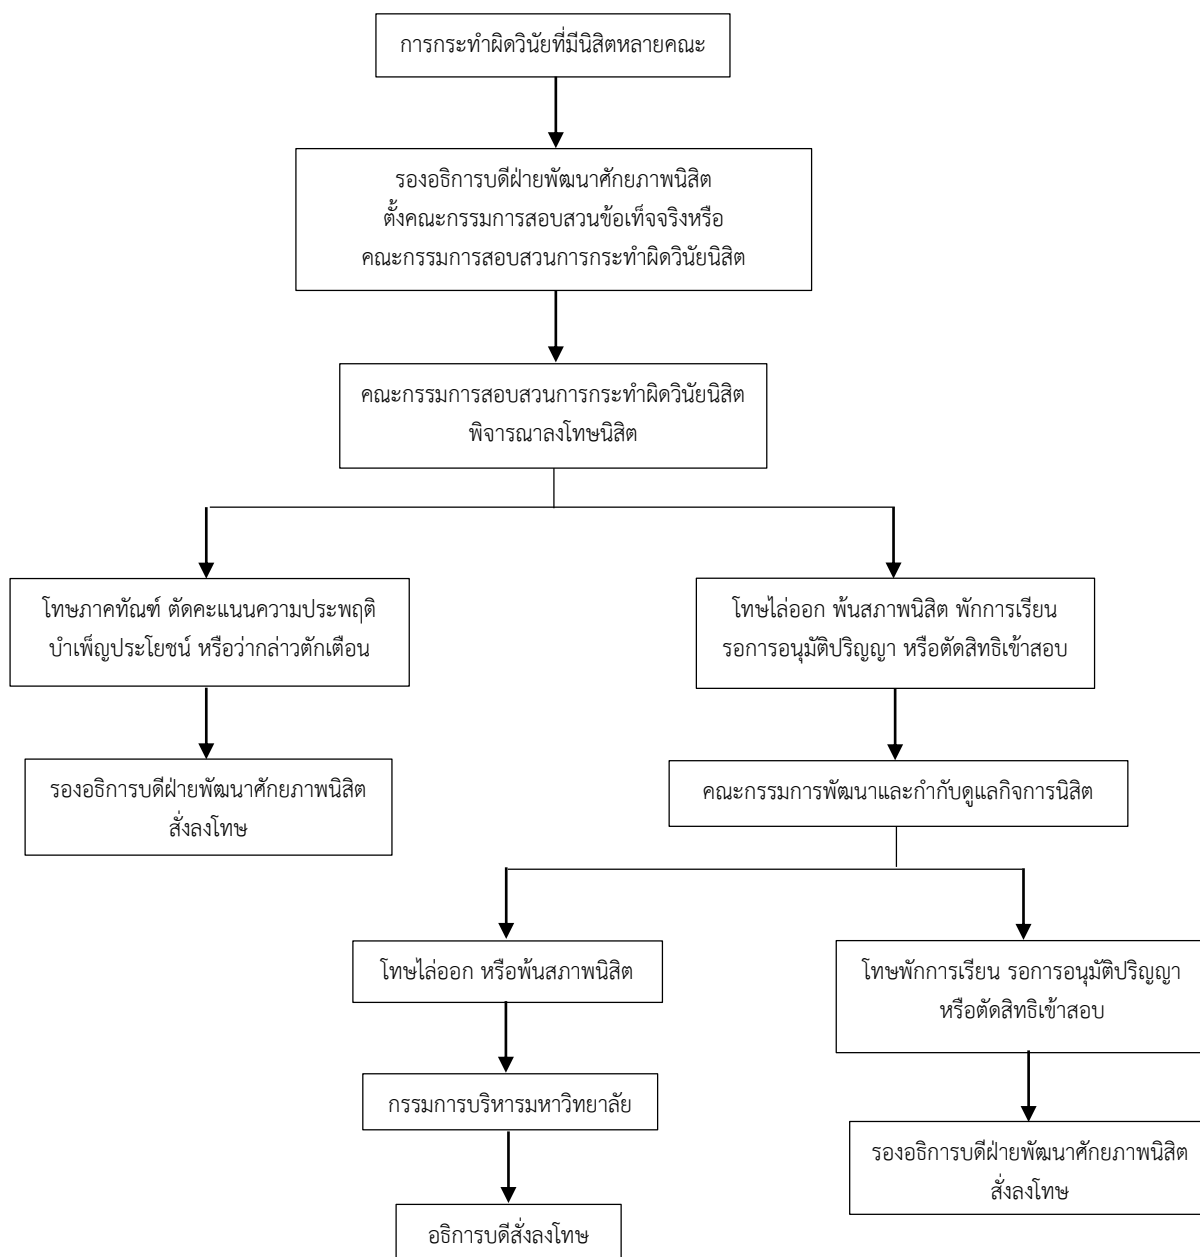 การกระทำผิดวินัยที่มีนิสิตหลายคณะ
รองอธิการบดีฝ่ายพัฒนาศักยภาพนิสิต
ตั้งคณะกรรมการสอบสวนข้อเท็จจริงหรือ
คณะกรรมการสอบสวนการกระทำผิดวินัยนิสิต
คณะกรรมการสอบสวนการกระทำผิดวินัยนิสิต
พิจารณาลงโทษนิสิต
โทษภาคทัณฑ์ ตัดคะแนนความประพฤติ
บำเพ็ญประโยชน์ หรือว่ากล่าวตักเตือน
โทษไล่ออก พ้นสภาพนิสิต พักการเรียน
รอการอนุมัติปริญญา หรือตัดสิทธิเข้าสอบ
รองอธิการบดีฝ่ายพัฒนาศักยภาพนิสิต
สั่งลงโทษ
คณะกรรมการพัฒนาและกำกับดูแลกิจการนิสิต
โทษไล่ออก หรือพ้นสภาพนิสิต
โทษพักการเรียน รอการอนุมัติปริญญา
หรือตัดสิทธิเข้าสอบ
กรรมการบริหารมหาวิทยาลัย
รองอธิการบดีฝ่ายพัฒนาศักยภาพนิสิต
สั่งลงโทษ
อธิการบดีสั่งลงโทษ